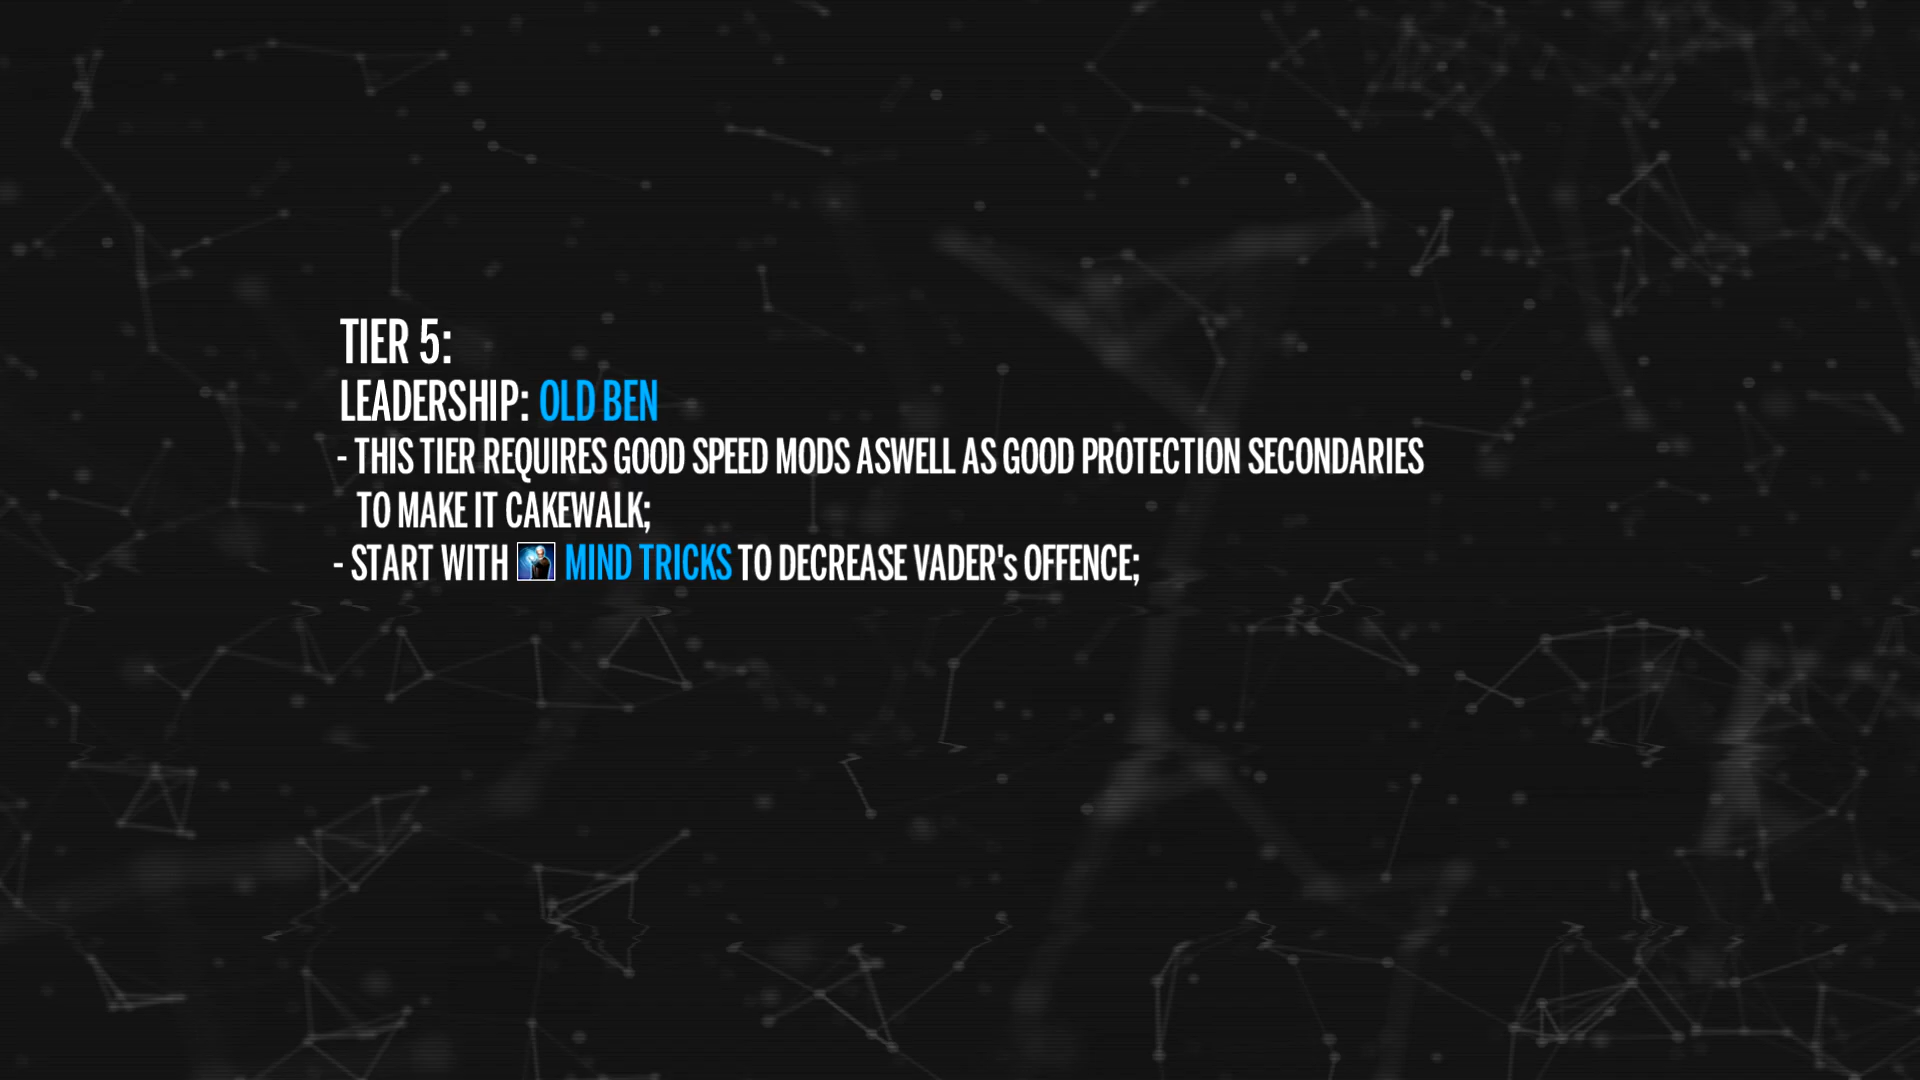 TIER 5:
LEADERSHIP: OLD BEN
- THIS TIER REQUIRES GOOD SPEED MODS ASWELL AS GOOD PROTECTION SECONDARIES
TO MAKE IT CAKEWALK;
- START WITH MIND TRICKS TO DECREASE VADER's OFFENCE;